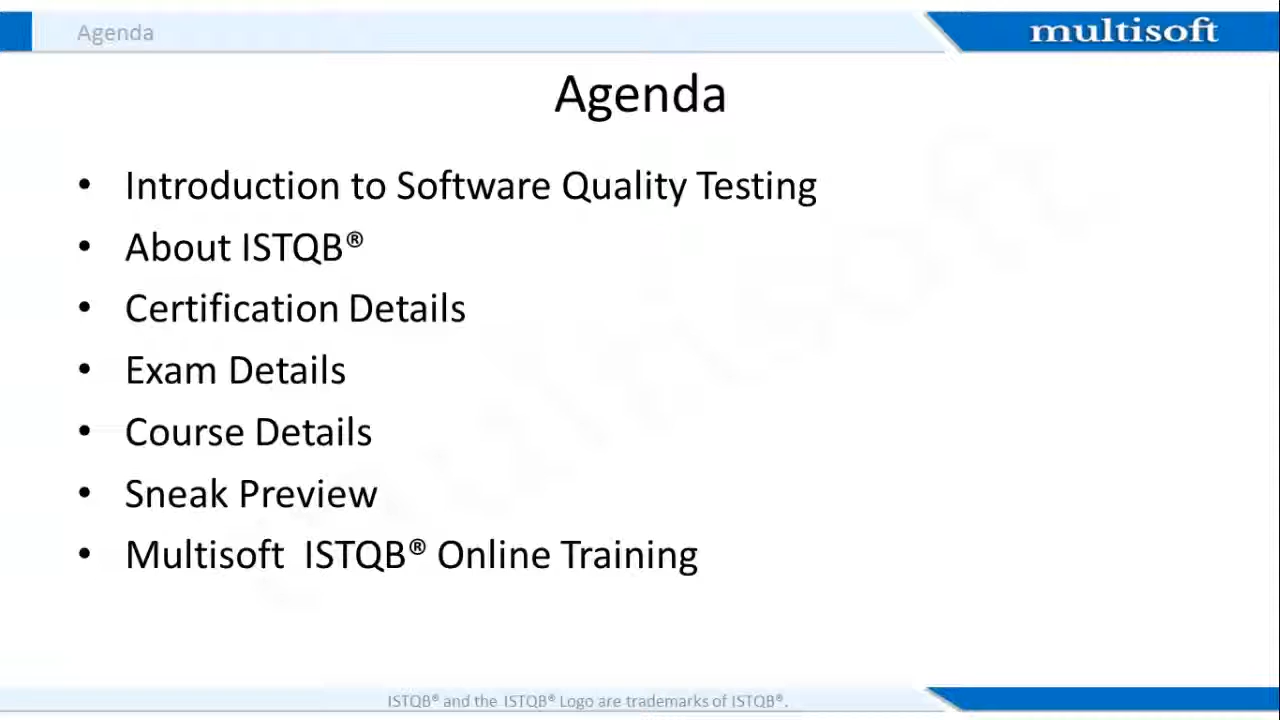 Agenda
multisoft
Agenda
• Introduction to Software Quality Testing
• About ISTQB®
• Certification Details
• Exam Details
• Course Details
• Sneak Preview
• Multisoft ISTQB® Online Training
ISTQB® and the ISTQB® Logo are trademarks of ISTQB®.